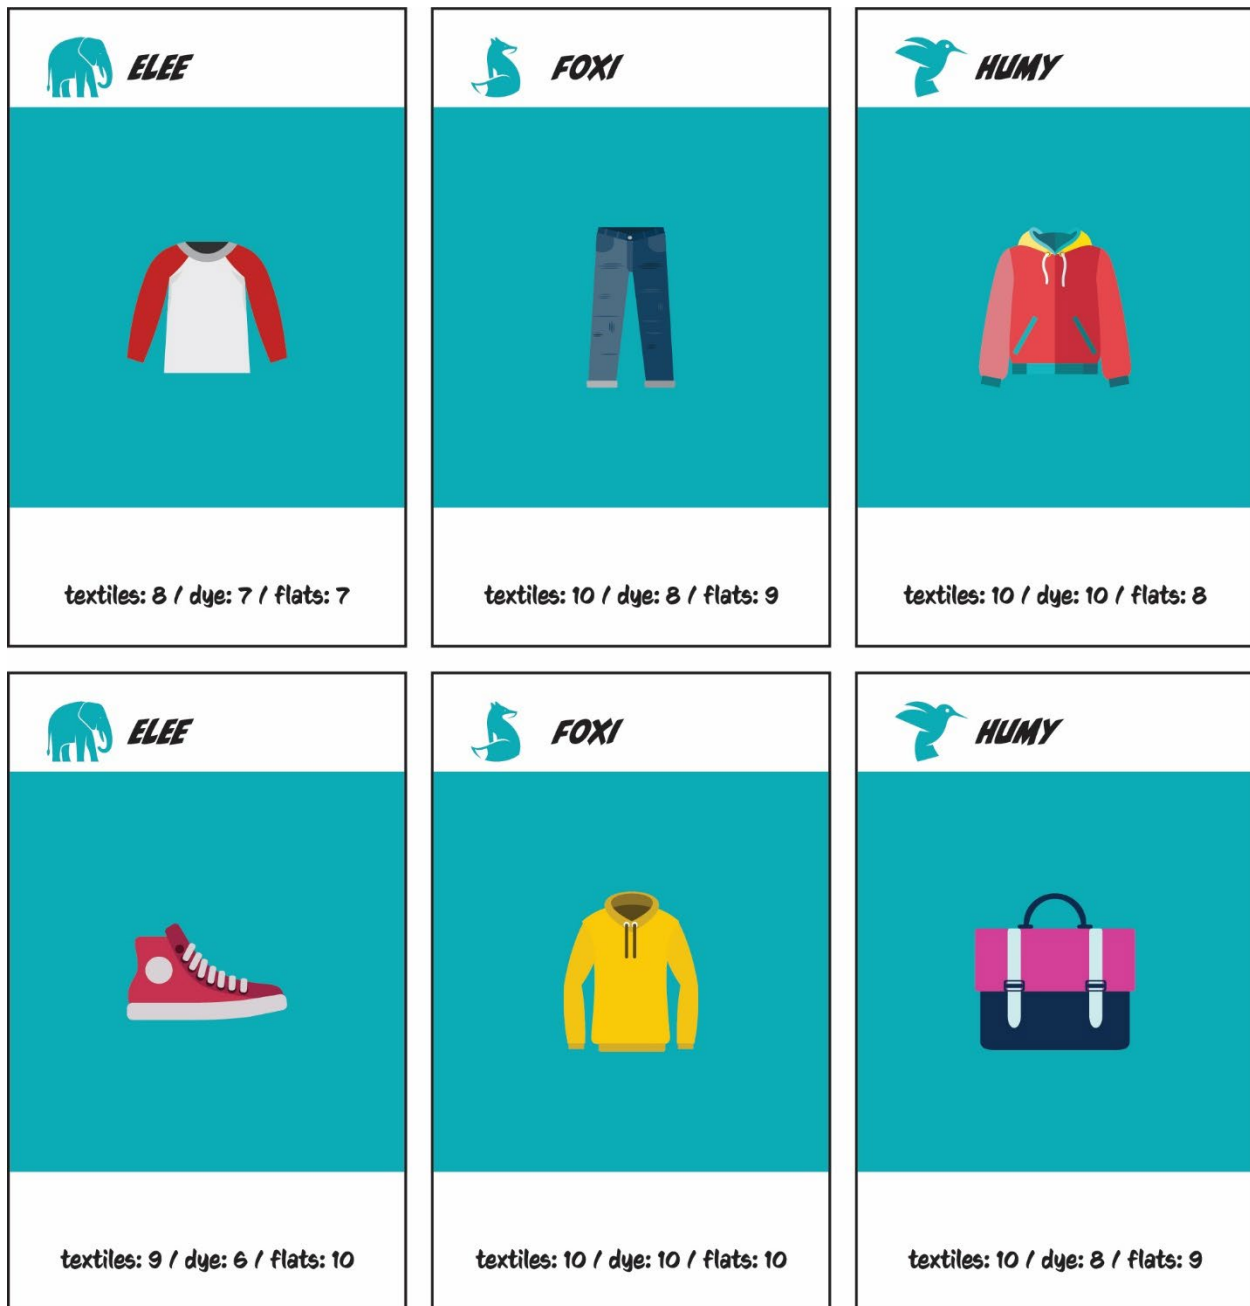 ELEE
FOXI
HUMY
textiles: 8 / dye: 7 / flats: 7
textiles: 10 / dye: 8 / flats: 9
textiles: 10 / dye: 10 / flats: 8
ELEE
FOXI
HUMY
textiles: 9 / dye: 6 / flats: 10
textiles: 10 / dye: 10 / flats: 10
textiles: 10 / dye: 8 / flats: 9